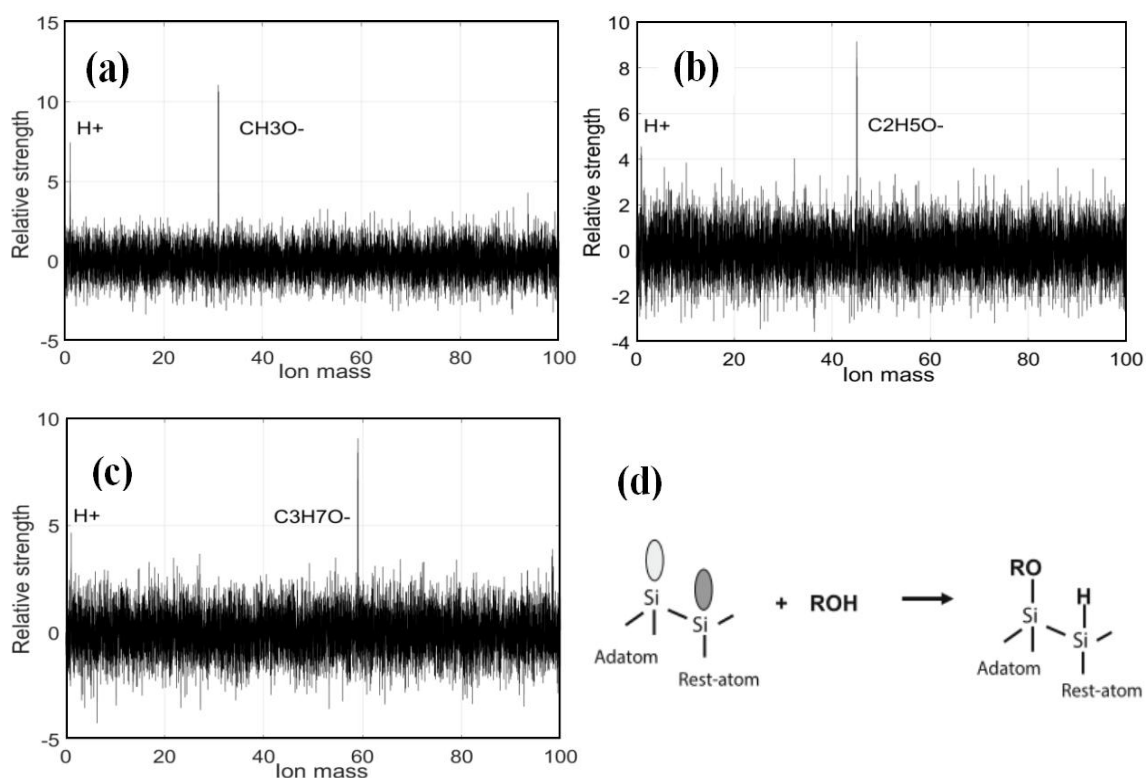 (a)
Relative strength
15
10
5
0
-5
H+
CH3O-
0 20 40 60 80 100
Ion mass
(b)
Relative strength
10
8
6
4
2
0
-2
-4
H+
C2H5O-
0 20 40 60 80 100
Ion mass
(c)
Relative strength
10
5
0
-5
H+
C3H7O-
0 20 40 60 80 100
Ion mass
(d)
Si
Si
Adatom
Rest-atom
+ ROH
RO
H
Si
Si
Adatom
Rest-atom